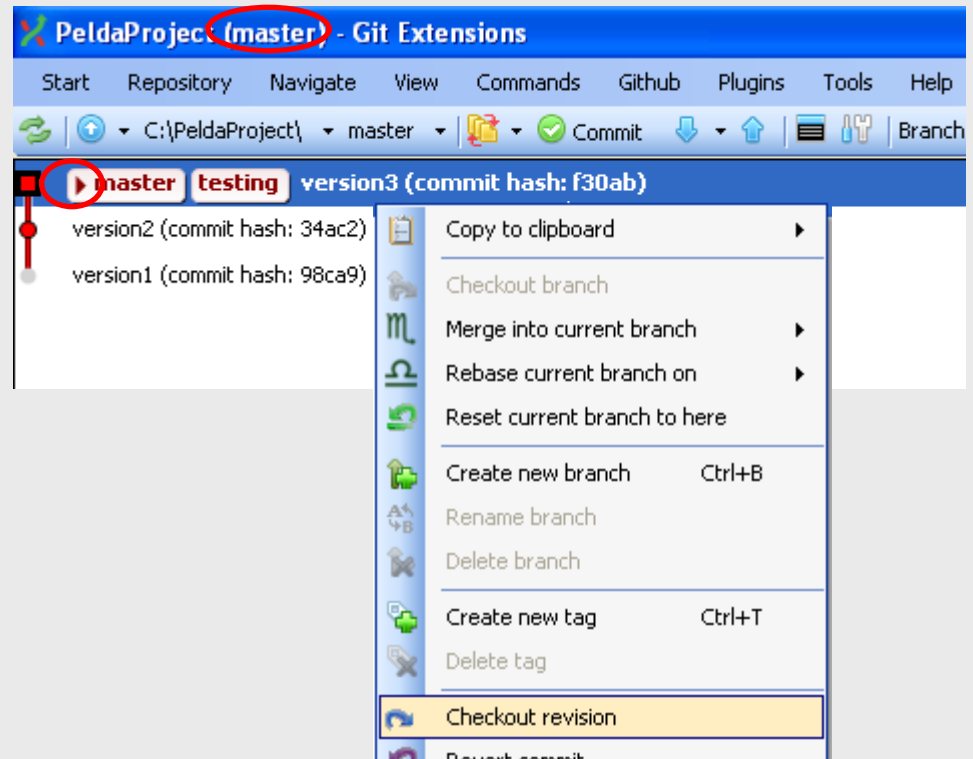 PeldaProject (master) - Git Extensions
Start Repository Navigate View Commands Github Plugins Tools Help
C:\PeldaProject\ master Commit Branch
master testing version3 (commit hash: f30ab)
version2 (commit hash: 34ac2)
version1 (commit hash: 98ca9)
Copy to clipboard
Checkout branch
Merge into current branch
Rebase current branch on
Reset current branch to here
Create new branch Ctrl+B
Rename branch
Delete branch
Create new tag Ctrl+T
Delete tag
Checkout revision
Revert commit